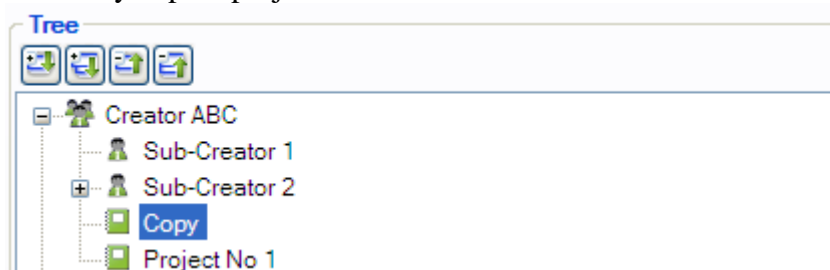 Tree
Creator ABC
Sub-Creator 1
Sub-Creator 2
Copy
Project No 1